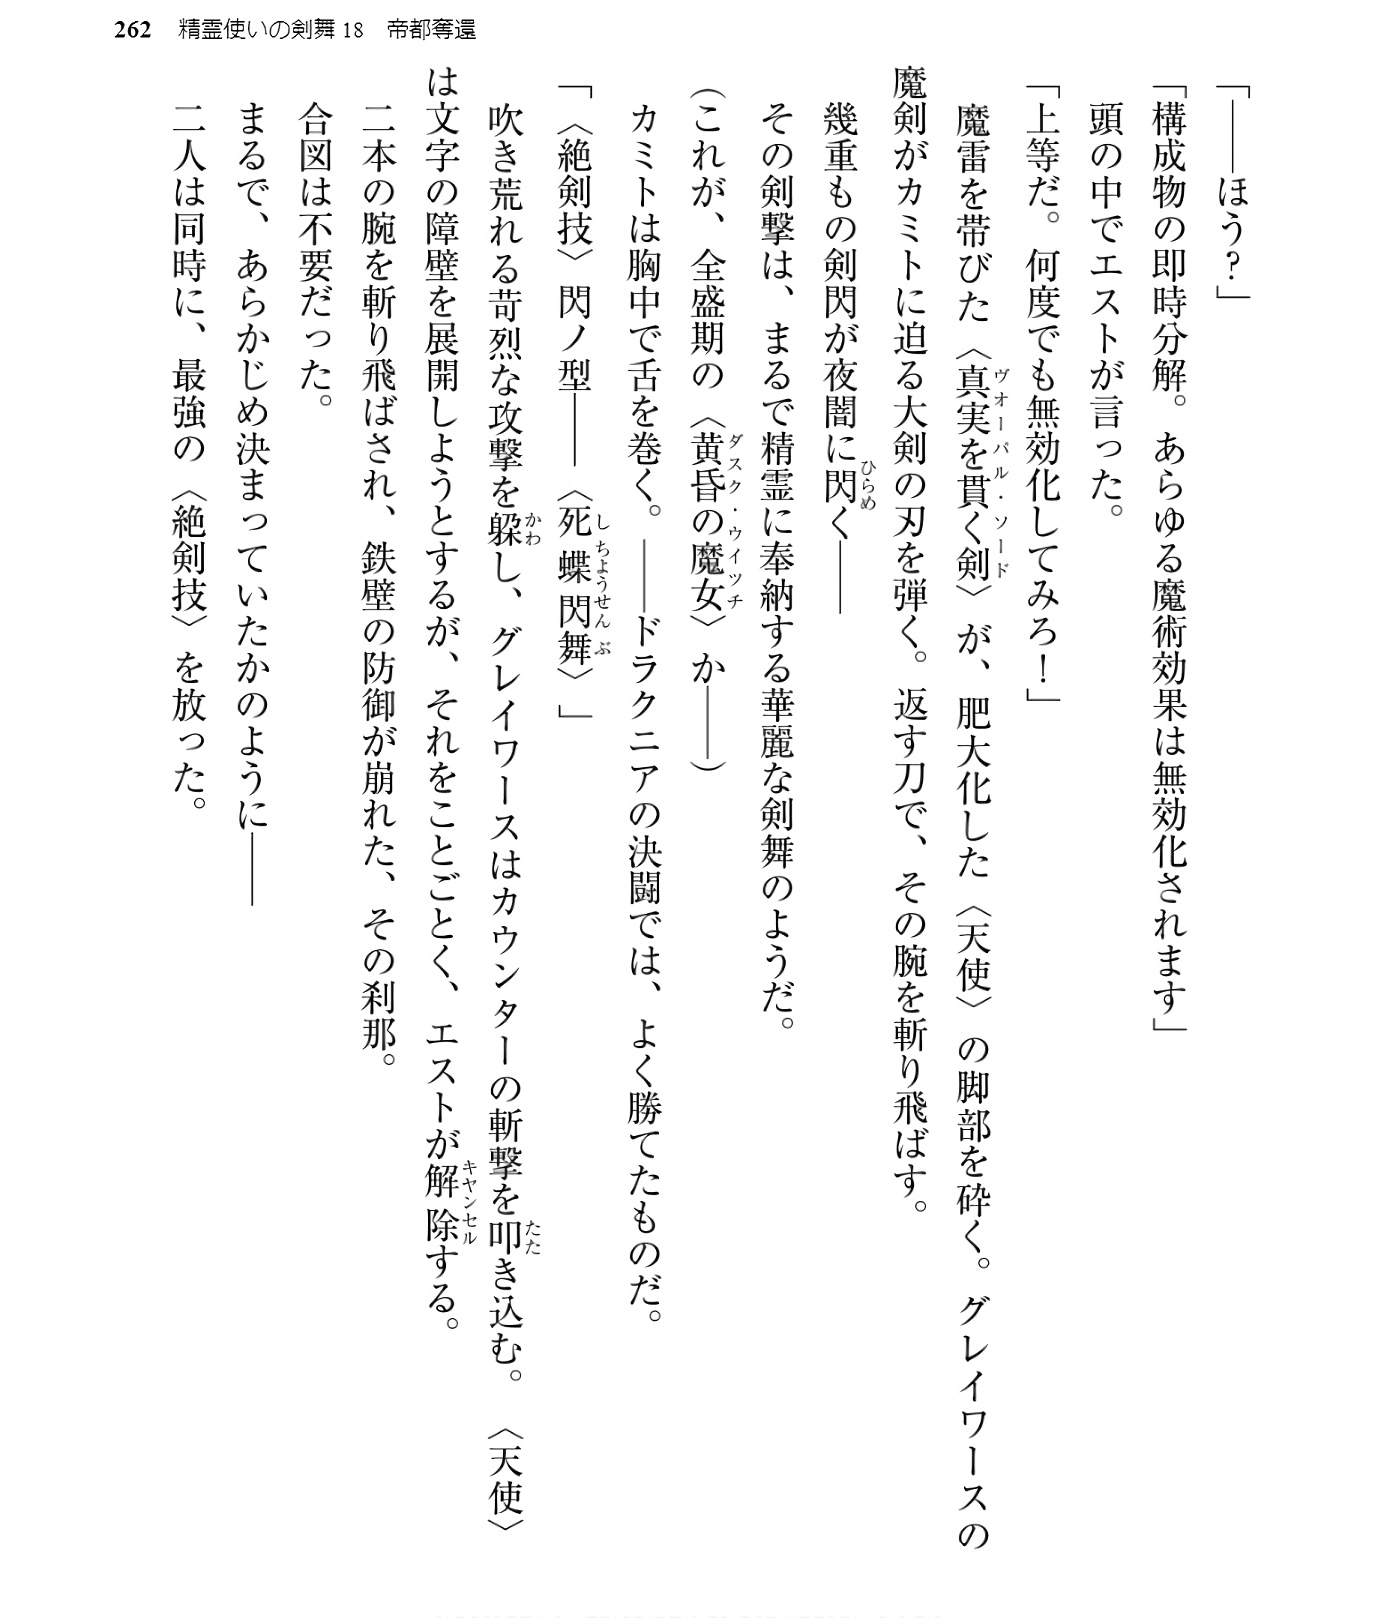 262 精霊使いの剣舞18 帝都奪還
「――ほう？」
「構成物の即時分解。あらゆる魔術効果は無効化されます」
頭の中でエストが言った。
「上等だ。何度でも無効化してみろ！」
魔雷を帯びた〈真実を貫く剣〉が、肥大化した〈天使〉の脚部を砕く。グレイワースの
ヴオーパル・ソード
魔剣がカミトに迫る大剣の刃を弾く。返す刀で、その腕を斬り飛ばす。
幾重もの剣閃が夜闇に閃く――
ひらめ
その剣撃は、まるで精霊に奉納する華麗な剣舞のようだ。
（これが、全盛期の〈黄昏の魔女〉か――）
ダスク・ウイツチ
カミトは胸中で舌を巻く。――ドラクニアの決闘では、よく勝てたものだ。
「〈絶剣技〉閃ノ型――〈死蝶閃舞〉」
しちようせんぶ
吹き荒れる苛烈な攻撃を躱し、グレイワースはカウンターの斬撃を叩き込む。〈天使〉
かわ
たた
は文字の障壁を展開しようとするが、それをことごとく、エストが解除する。
キヤンセル
二本の腕を斬り飛ばされ、鉄壁の防御が崩れた、その刹那。
合図は不要だった。
まるで、あらかじめ決まっていたかのように――
二人は同時に、最強の〈絶剣技〉を放った。